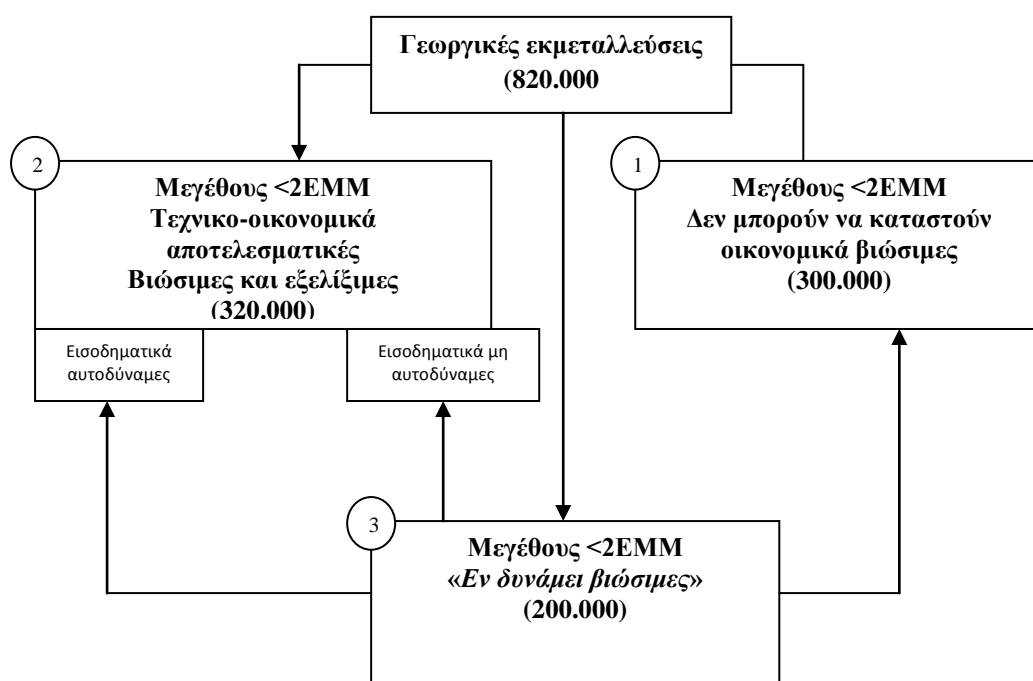 Γεωργικές εκμεταλλεύσεις
(820.000
2
Μεγέθους <2ΕΜΜ
Τεχνικο-οικονομικά
αποτελεσματικές
Βιώσιμες και εξελίξιμες
(320.000)
Εισοδηματικά
αυτοδύναμες
Εισοδηματικά μη
αυτοδύναμες
1
Μεγέθους <2ΕΜΜ
Δεν μπορούν να καταστούν
οικονομικά βιώσιμες
(300.000)
3
Μεγέθους <2ΕΜΜ
«Εν δυνάμει βιώσιμες»
(200.000)